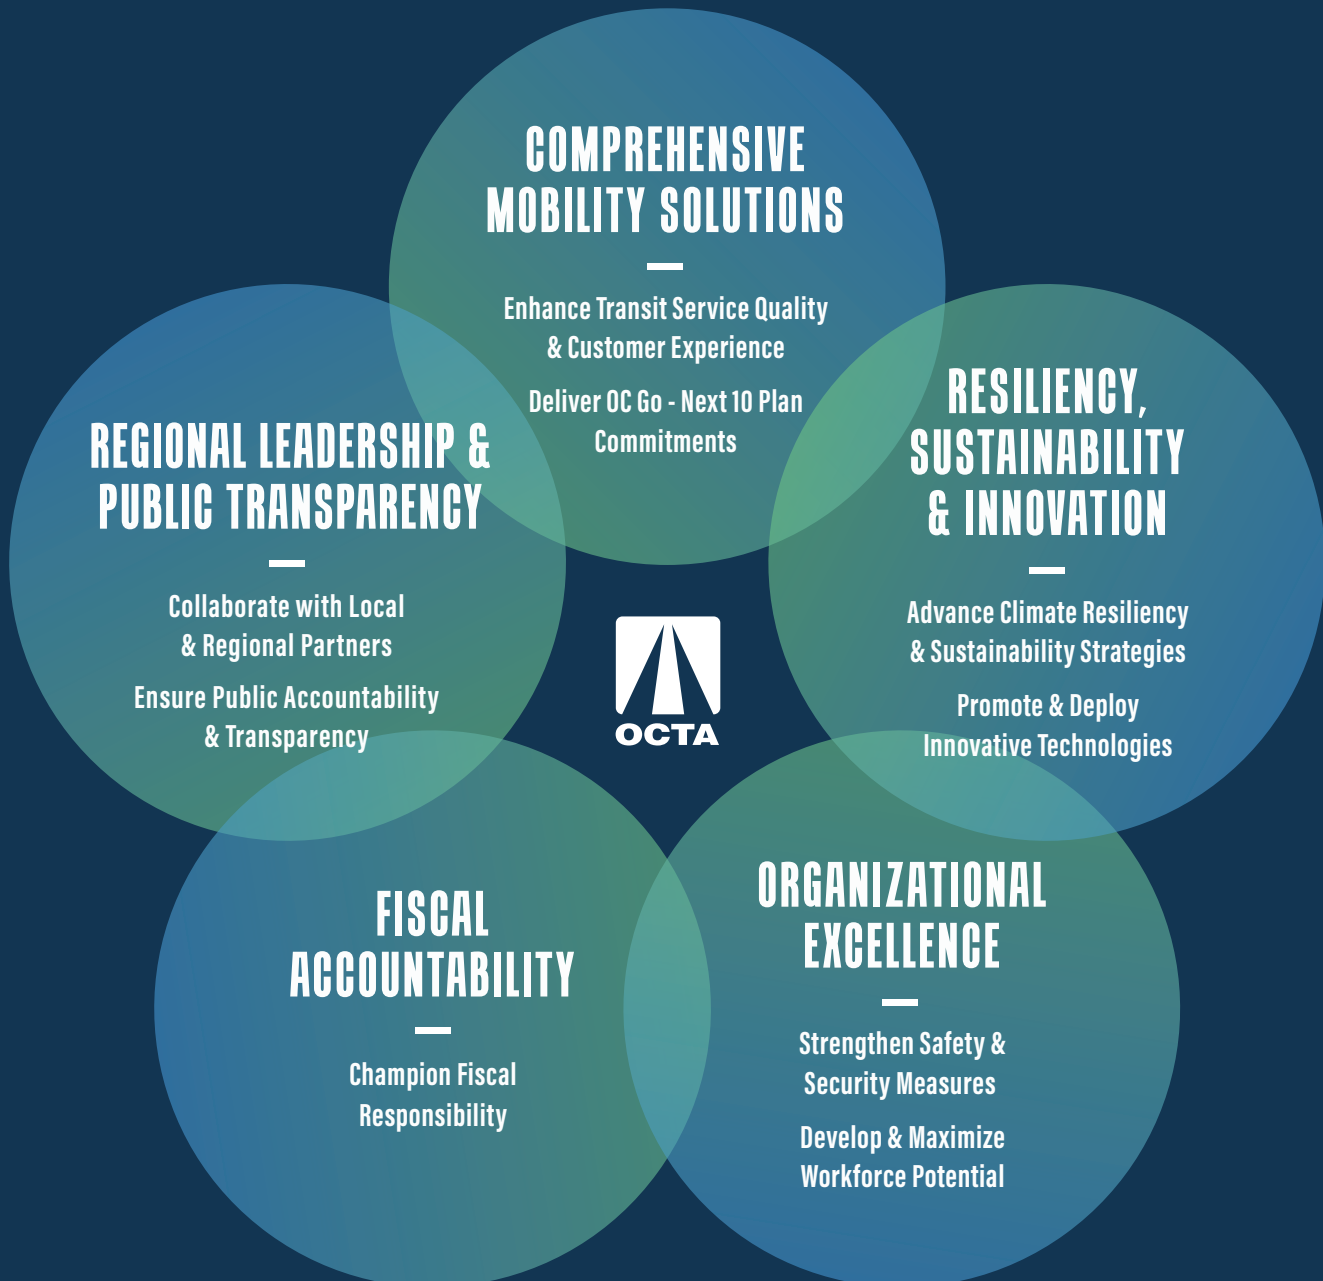 COMPREHENSIVE
MOBILITY SOLUTIONS
Enhance Transit Service Quality
& Customer Experience
Deliver OC Go - Next 10 Plan
Commitments
REGIONAL LEADERSHIP &
PUBLIC TRANSPARENCY
Collaborate with Local
& Regional Partners
Ensure Public Accountability
& Transparency
RESILIENCY,
SUSTAINABILITY
& INNOVATION
Advance Climate Resiliency
& Sustainability Strategies
Promote & Deploy
Innovative Technologies
OCTA
FISCAL
ACCOUNTABILITY
Champion Fiscal
Responsibility
ORGANIZATIONAL
EXCELLENCE
Strengthen Safety &
Security Measures
Develop & Maximize
Workforce Potential